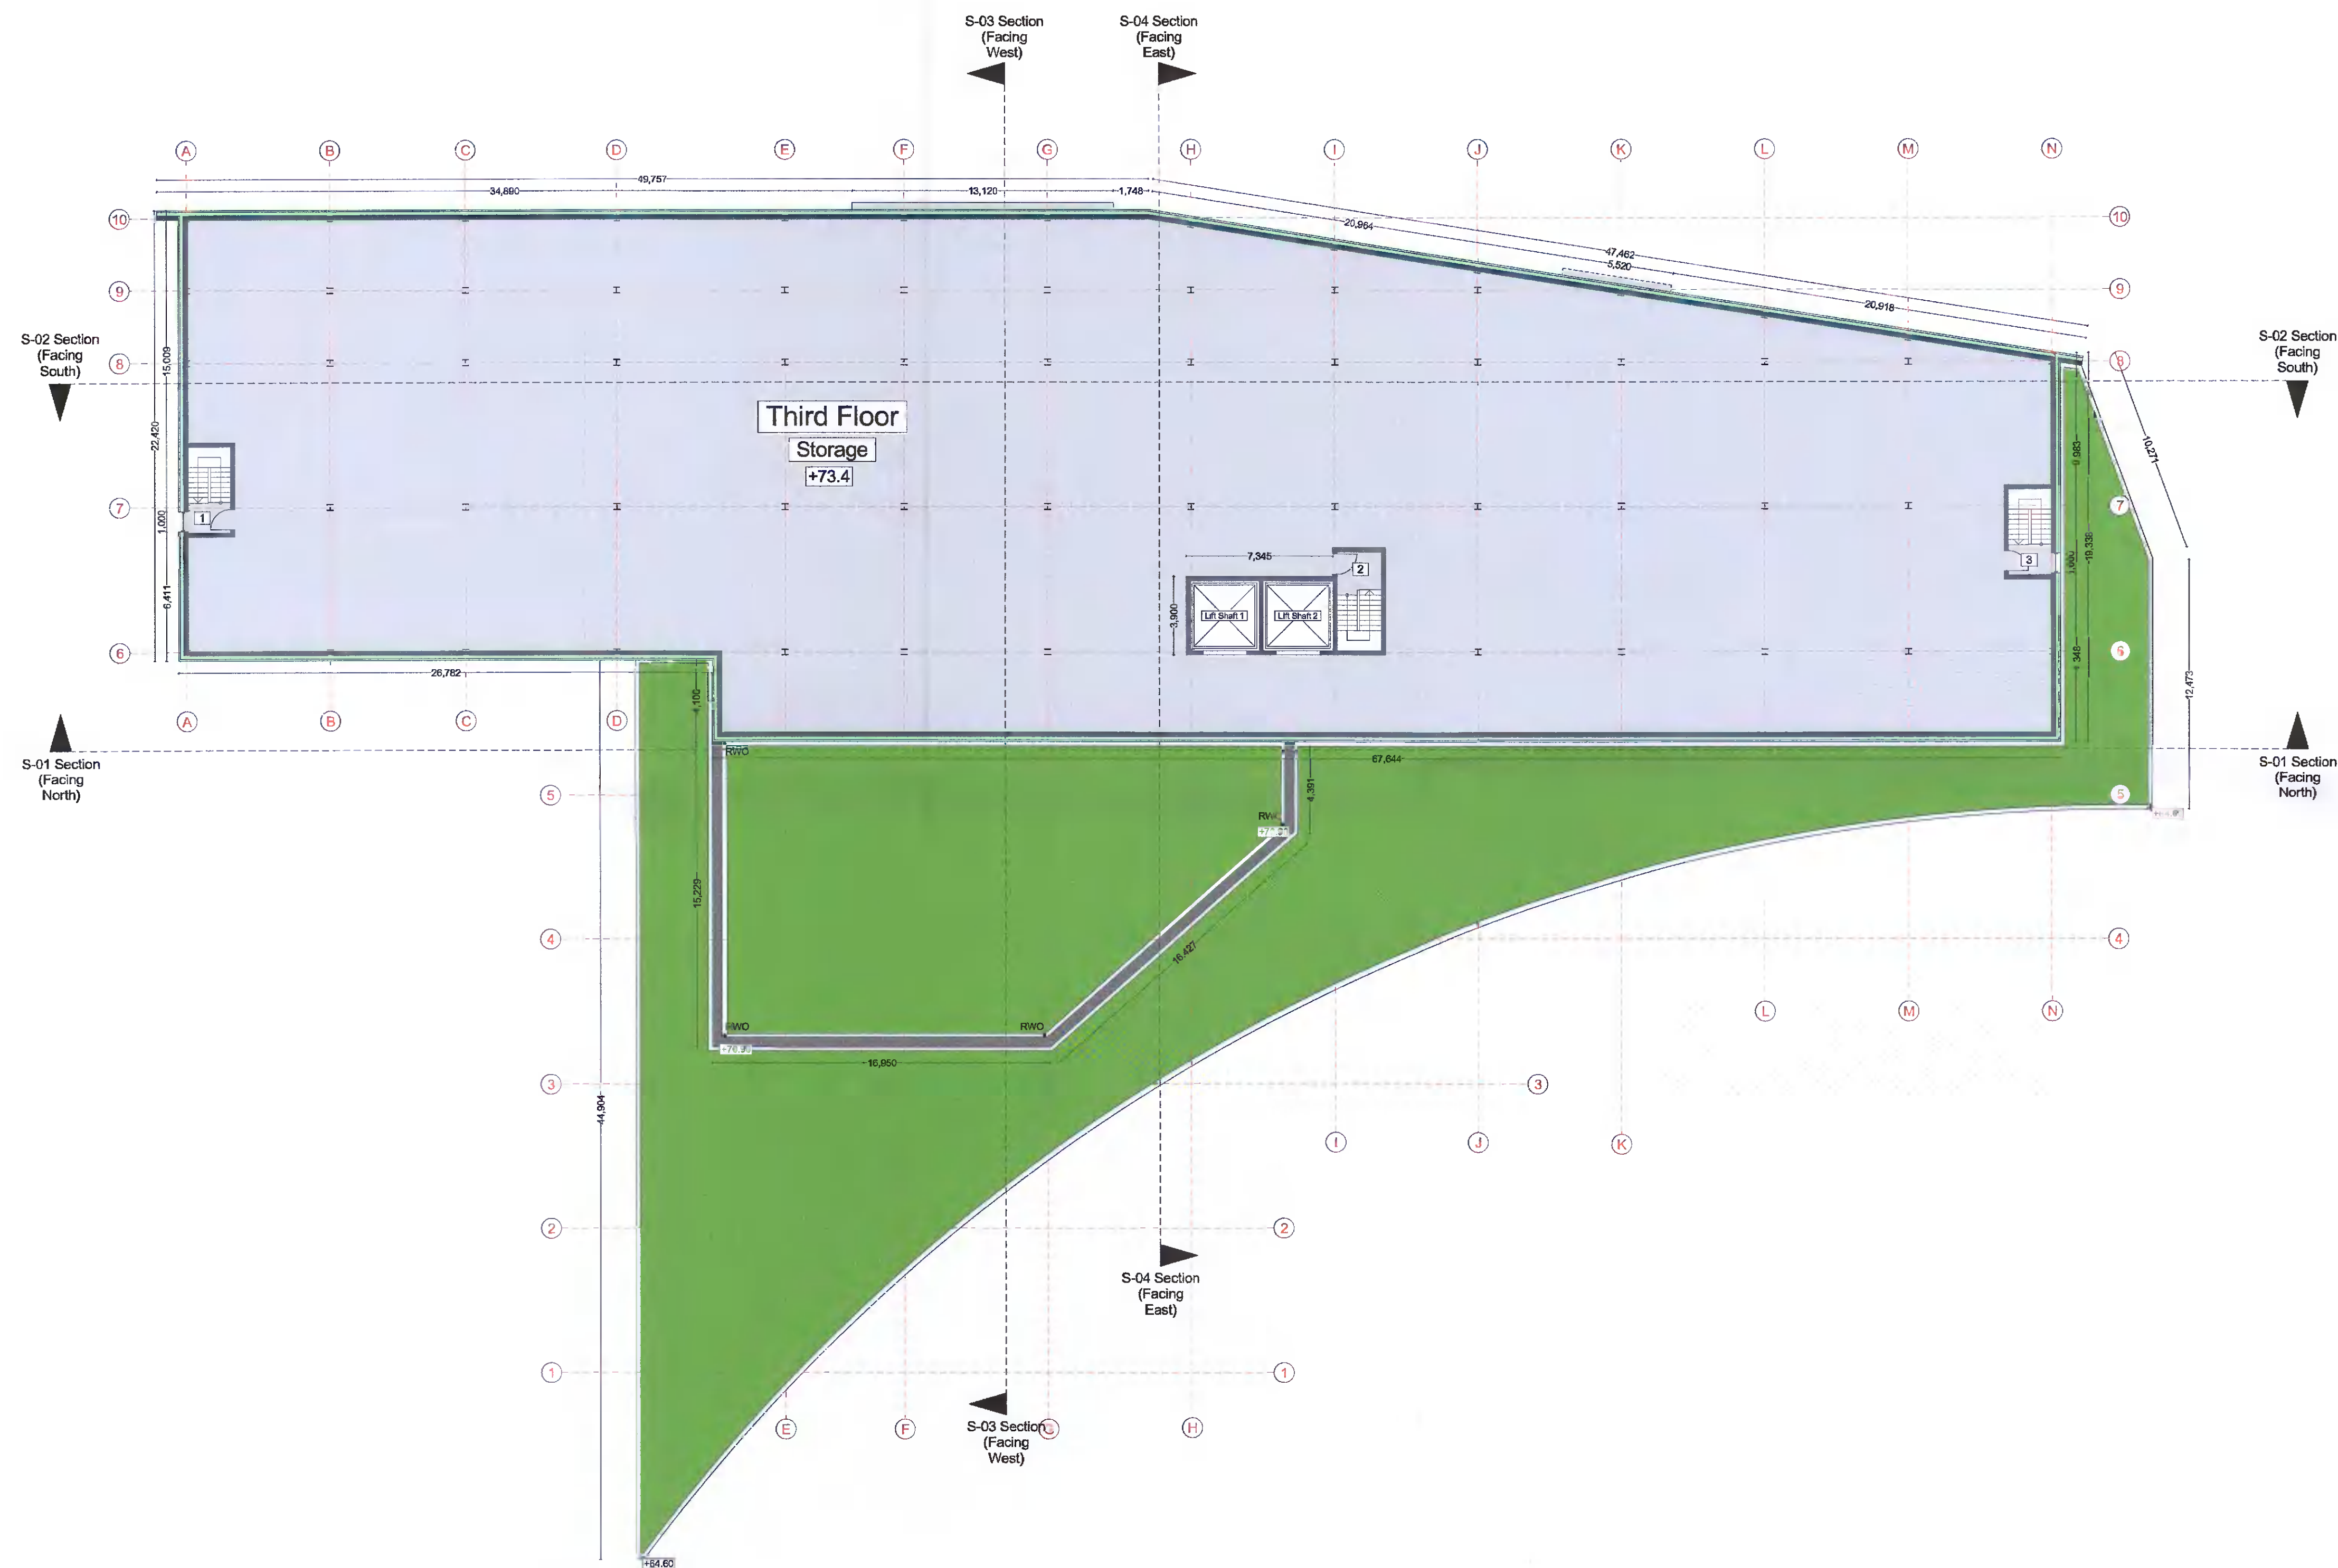 S-03 Section
(Facing
West)
S-04 Section
(Facing
East)
A
B
C
D
E
F
G
H
I
J
K
L
M
N
49,757
34,890
13,120
1,748
10
10
20,964
47,462
5,520
20,918
9
9
S-02 Section
(Facing
South)
S-02 Section
(Facing
South)
8
8
15,009
22,420
Third Floor
Storage
+73.4
10,271
7
7
1
1,000
6,411
7,345
2
3
19,338
3,900
Lift Shaft 1
Lift Shaft 2
6
6
26,782
12,473
A
B
C
D
S-01 Section
(Facing
North)
RWO
67,644
S-01 Section
(Facing
North)
5
4,391
5
15,229
4
16,427
4
L
M
N
RWO
RWO
16,950
3
3
44,904
I
J
K
2
2
S-04 Section
(Facing
East)
1
1
E
F
G
H
S-03 Section
(Facing
West)
+64.60